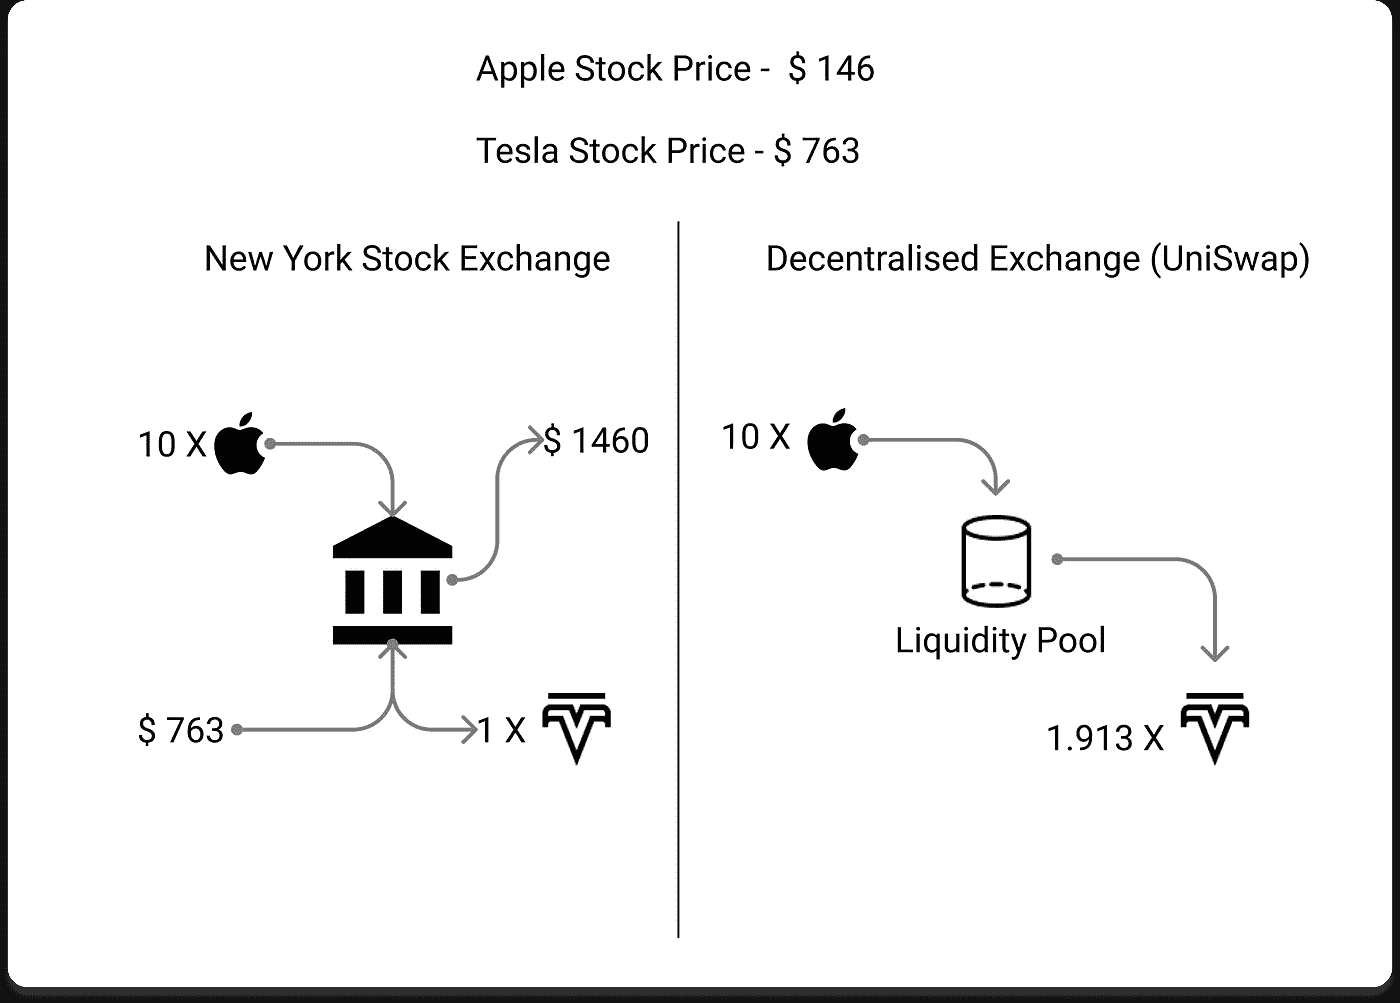 Apple Stock Price - $ 146
Tesla Stock Price - $ 763
New York Stock Exchange
Decentralised Exchange (UniSwap)
10 X
$ 1460
10 X
Liquidity Pool
$ 763
1 X
1.913 X